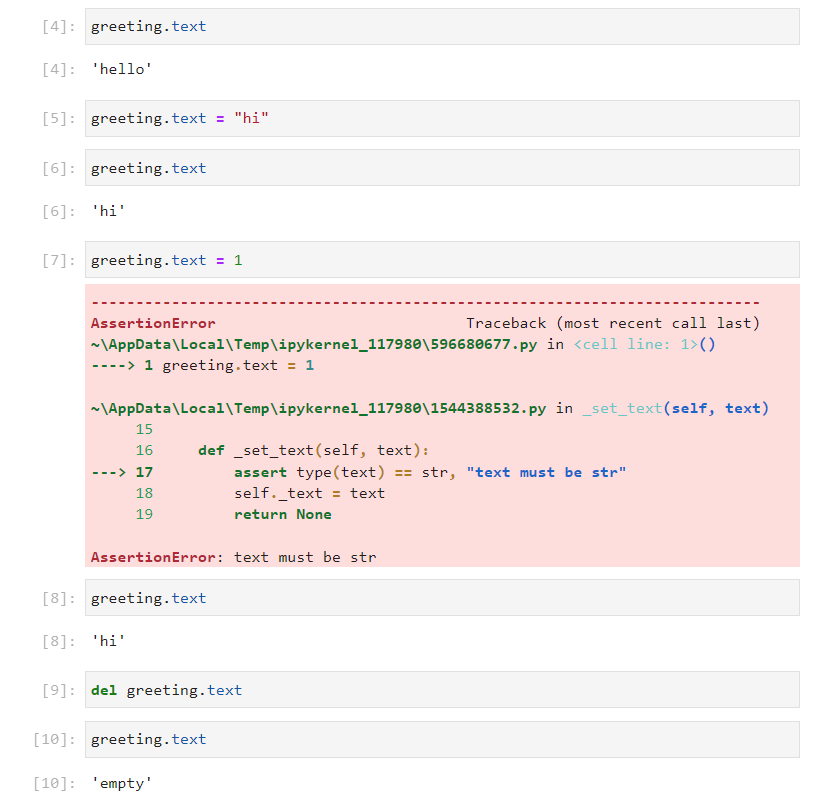 [4]: greeting.text
[4]: 'hello'
[5]: greeting.text = "hi"
[6]: greeting.text
[6]: 'hi'
[7]: greeting.text = 1
---------------------------------------------------------------------------
AssertionError                            Traceback (most recent call last)
~\AppData\Local\Temp\ipykernel_117980\596680677.py in <cell line: 1>()
----> 1 greeting.text = 1
~\AppData\Local\Temp\ipykernel_117980\1544388532.py in _set_text(self, text)
     15
     16     def _set_text(self, text):
---> 17         assert type(text) == str, "text must be str"
     18         self._text = text
     19         return None
AssertionError: text must be str
[8]: greeting.text
[8]: 'hi'
[9]: del greeting.text
[10]: greeting.text
[10]: 'empty'